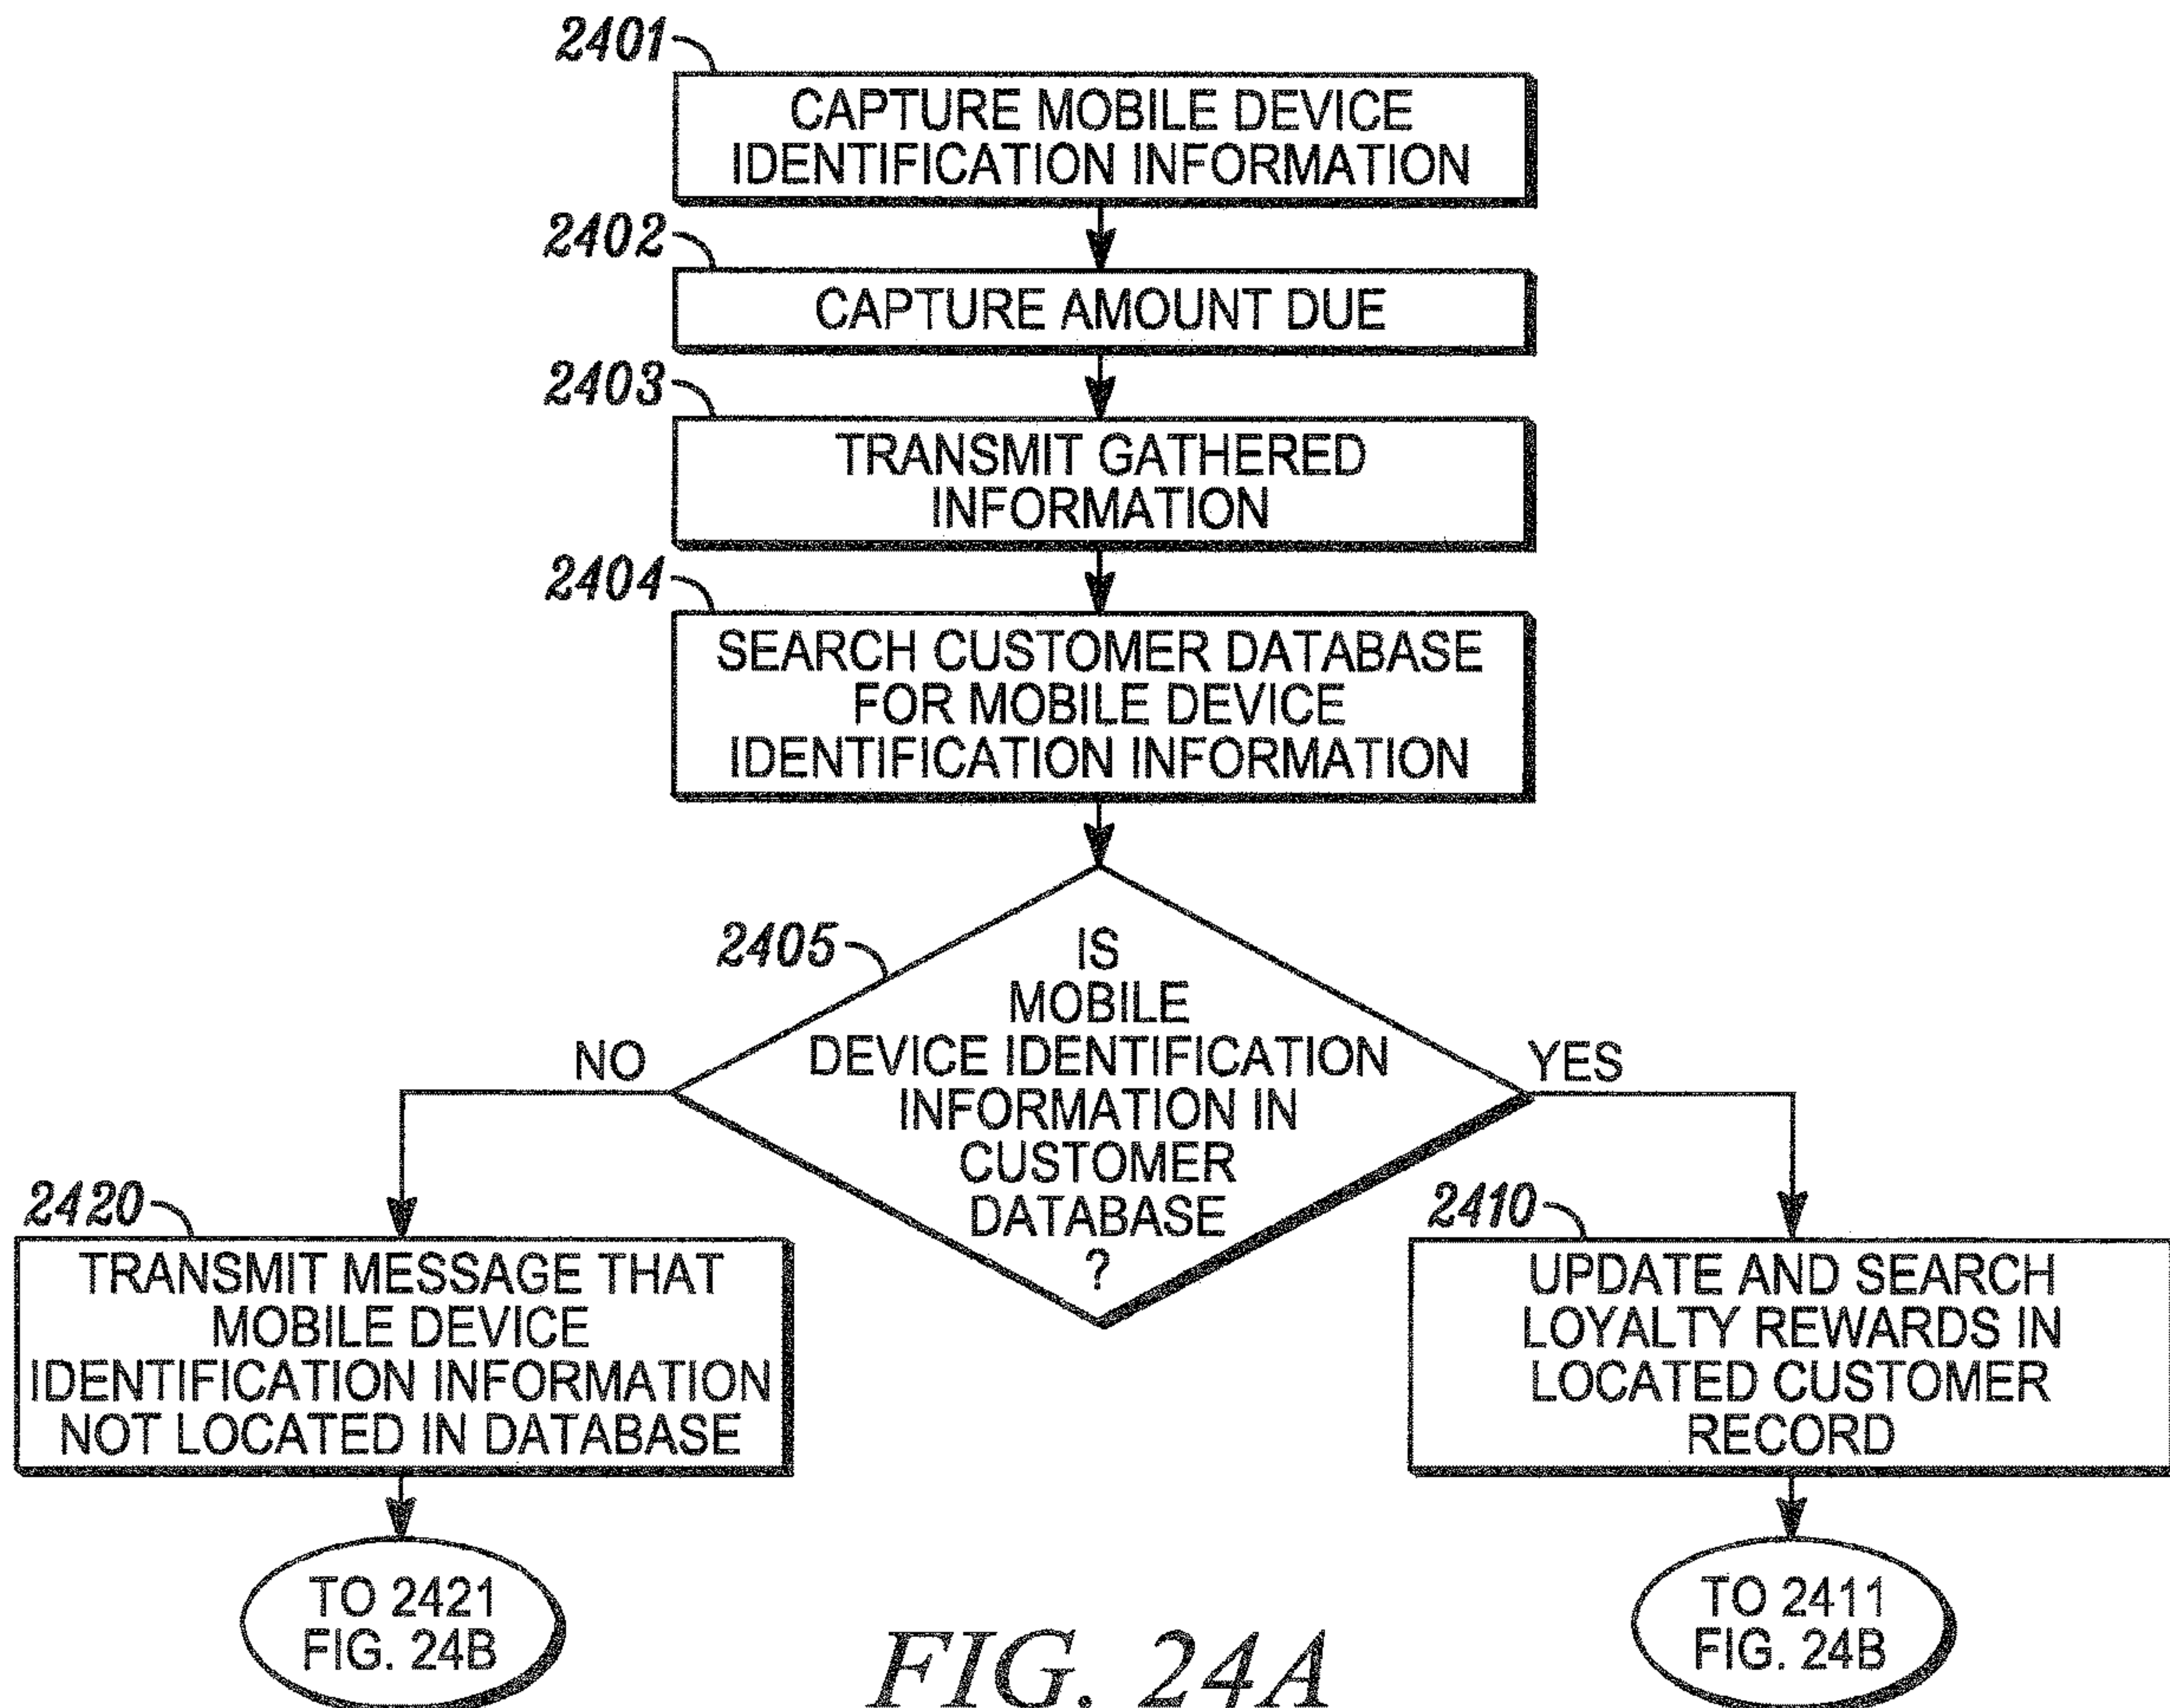 2401
CAPTURE MOBILE DEVICE
IDENTIFICATION INFORMATION
2402
CAPTURE AMOUNT DUE
2403
TRANSMIT GATHERED
INFORMATION
2404
SEARCH CUSTOMER DATABASE
FOR MOBILE DEVICE
IDENTIFICATION INFORMATION
2405
IS
MOBILE
DEVICE IDENTIFICATION
INFORMATION IN
CUSTOMER
DATABASE
?
NO
YES
2420
TRANSMIT MESSAGE THAT
MOBILE DEVICE
IDENTIFICATION INFORMATION
NOT LOCATED IN DATABASE
2410
UPDATE AND SEARCH
LOYALTY REWARDS IN
LOCATED CUSTOMER
RECORD
TO 2421
FIG. 24B
TO 2411
FIG. 24B
FIG. 24A